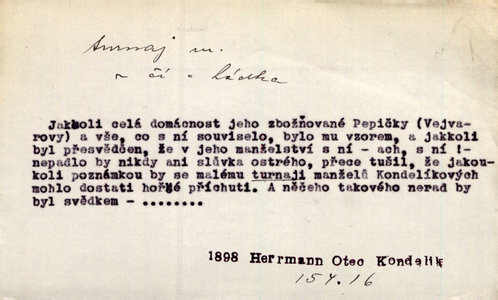 turnaj m.
~ čí = hádka
Jakkoli celá domácnost jeho zbožňované Pepičky (Vejva-
rovy) a vše, co s ní souviselo, bylo mu vzorem, a jakkoli
byl přesvědčen, že v jeho manželství s ní - ach, s ní !-
nepadlo by nikdy ani slůvka ostrého, přece tušil, že jakou-
koli poznámkou by se malému turnaji manželů Kondelíkových
mohlo dostati hořké příchuti. A něčeho takového nerad by
byl svědkem - ........
1898 Herrmann Otec Kondelík
154.16